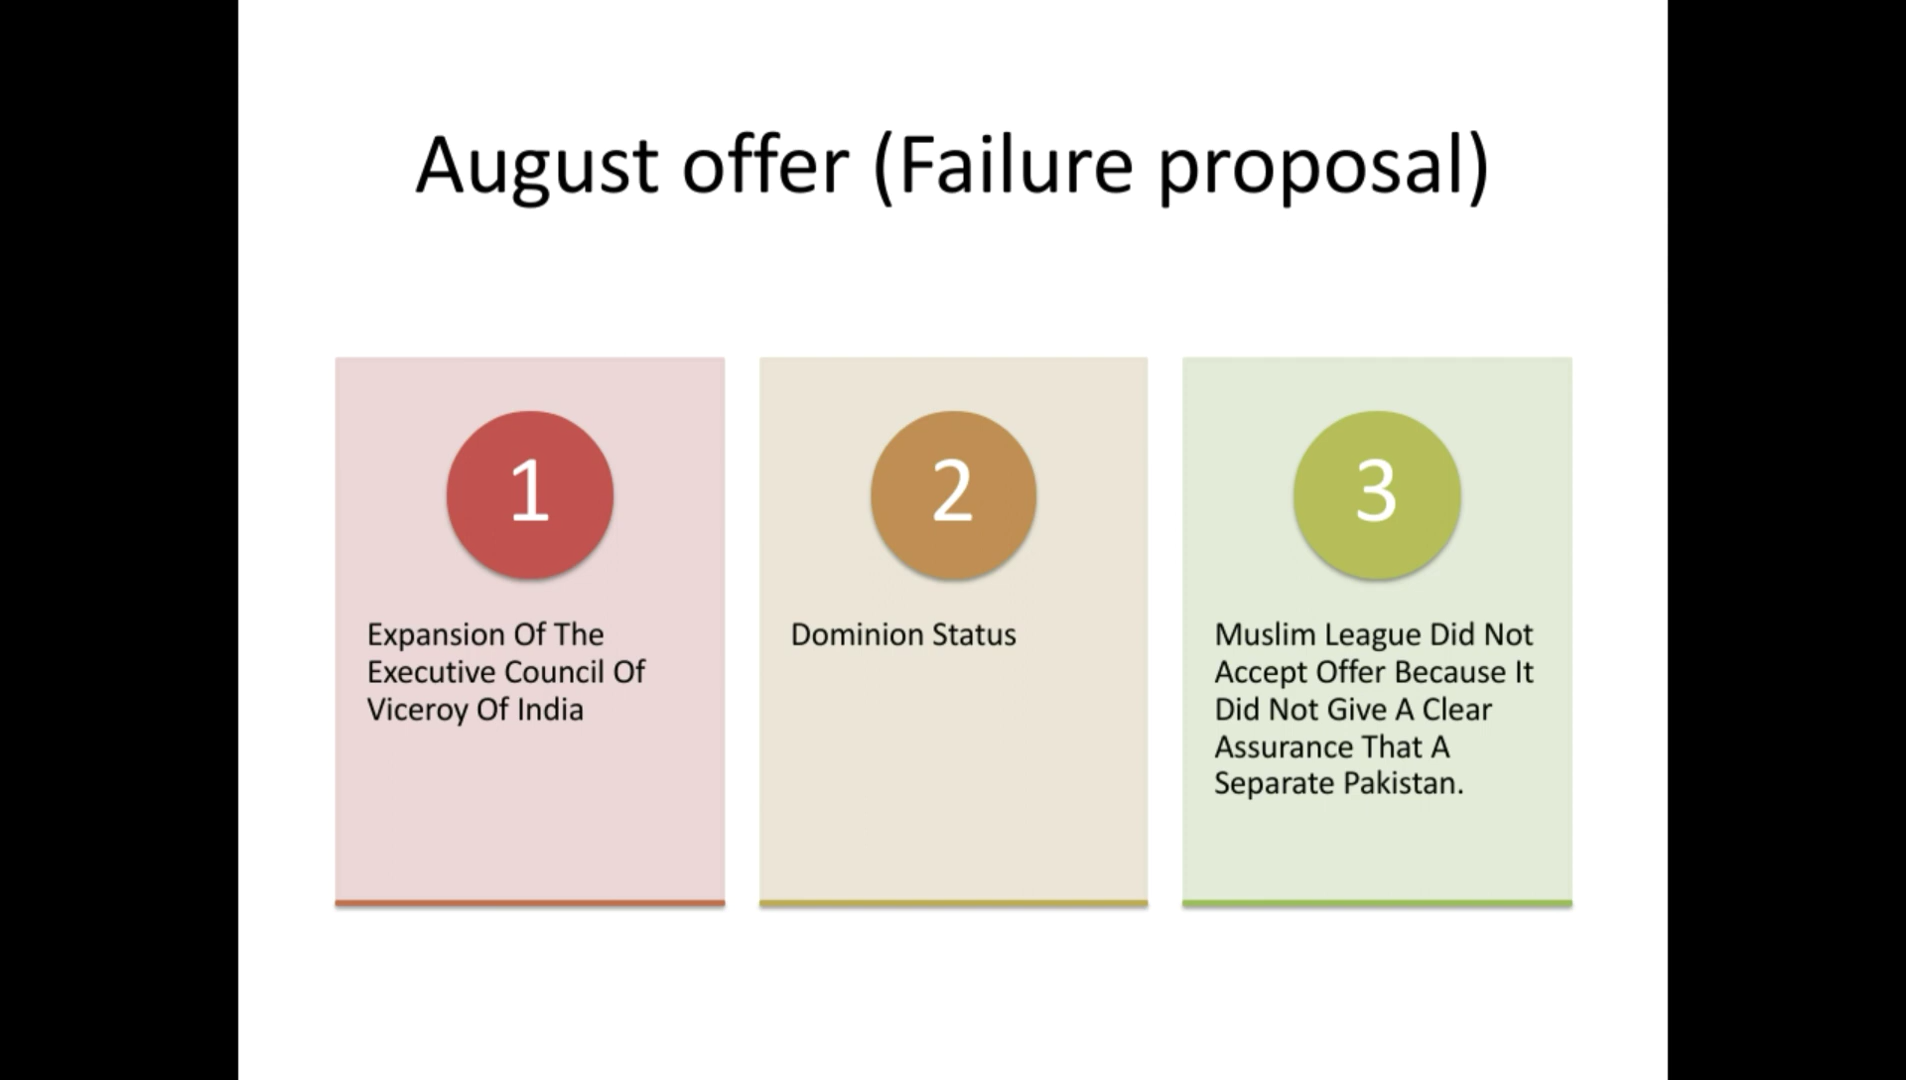 August offer (Failure proposal)
1
Expansion Of The
Executive Council Of
Viceroy Of India
2
Dominion Status
3
Muslim League Did Not
Accept Offer Because It
Did Not Give A Clear
Assurance That A
Separate Pakistan.